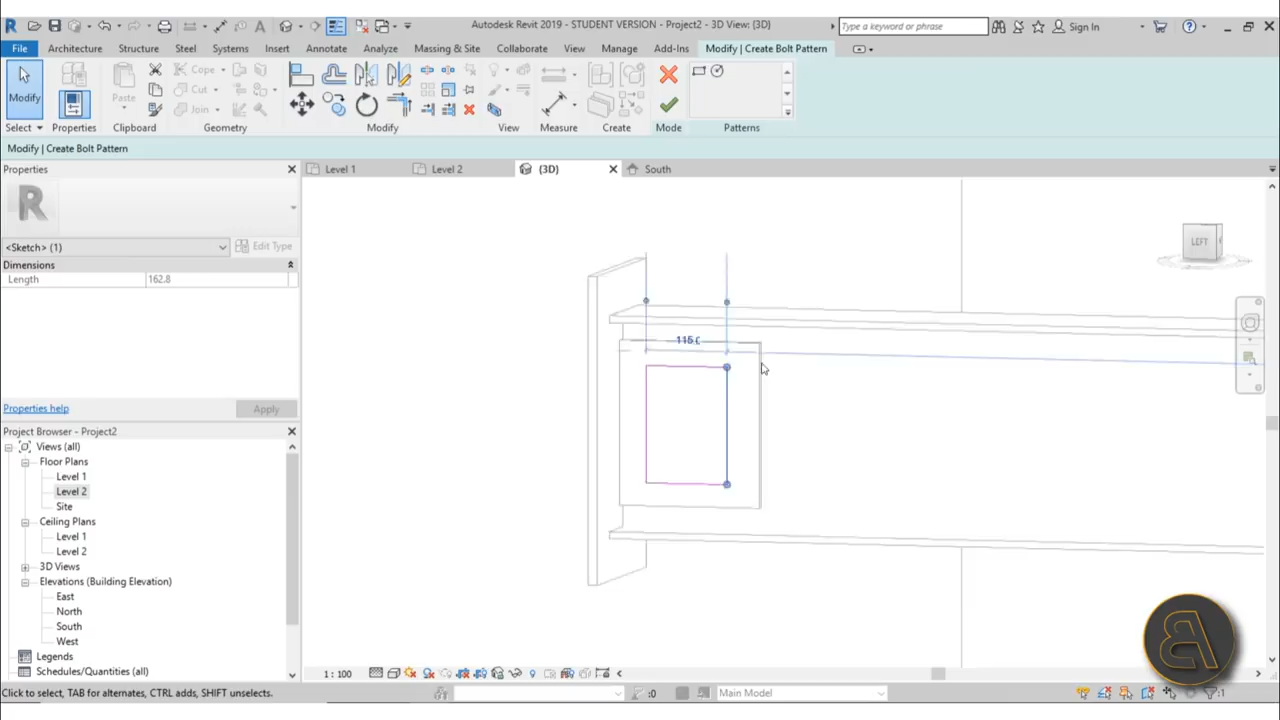 Autodesk Revit 2019 - STUDENT VERSION - Project2 - 3D View: {3D}
Type a keyword or phrase
Sign In
File Architecture Structure Steel Systems Insert Annotate Analyze Massing & Site Collaborate View Manage Add-Ins Modify | Create Bolt Pattern
Modify
Paste
Cope
Cut
Join
Select Properties Clipboard Geometry Modify View Measure Create Mode Patterns
Modify | Create Bolt Pattern
Properties
Level 1
Level 2
{3D}
South
<Sketch> (1)
Edit Type
Dimensions
Length 162.8
LEFT
Properties help
Apply
Project Browser - Project2
Views (all)
Floor Plans
Level 1
Level 2
Site
Ceiling Plans
Level 1
Level 2
3D Views
Elevations (Building Elevation)
East
North
South
West
Legends
Schedules/Quantities (all)
1 : 100
Click to select, TAB for alternates, CTRL adds, SHIFT unselects.
:0
Main Model
:1